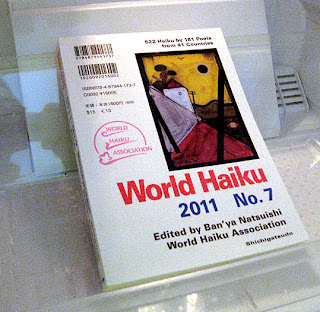 522 Haiku by 181 Poets
from 41 Countries
WORLD
HAIKU
ASSOCIATION
World Haiku
2011 No.7
Edited by Ban'ya Natsuishi
World Haiku Association
Shichigatsudo